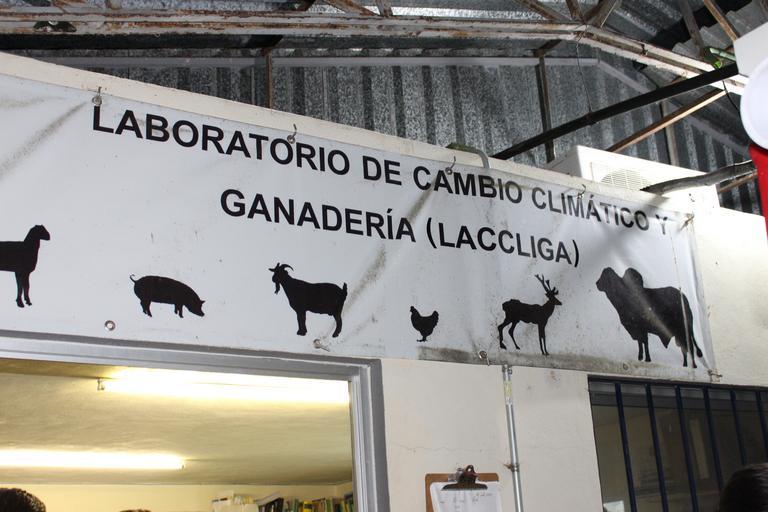 LABORATORIO DE CAMBIO CLIMÁTICO Y
GANADERÍA (LACCLIGA)